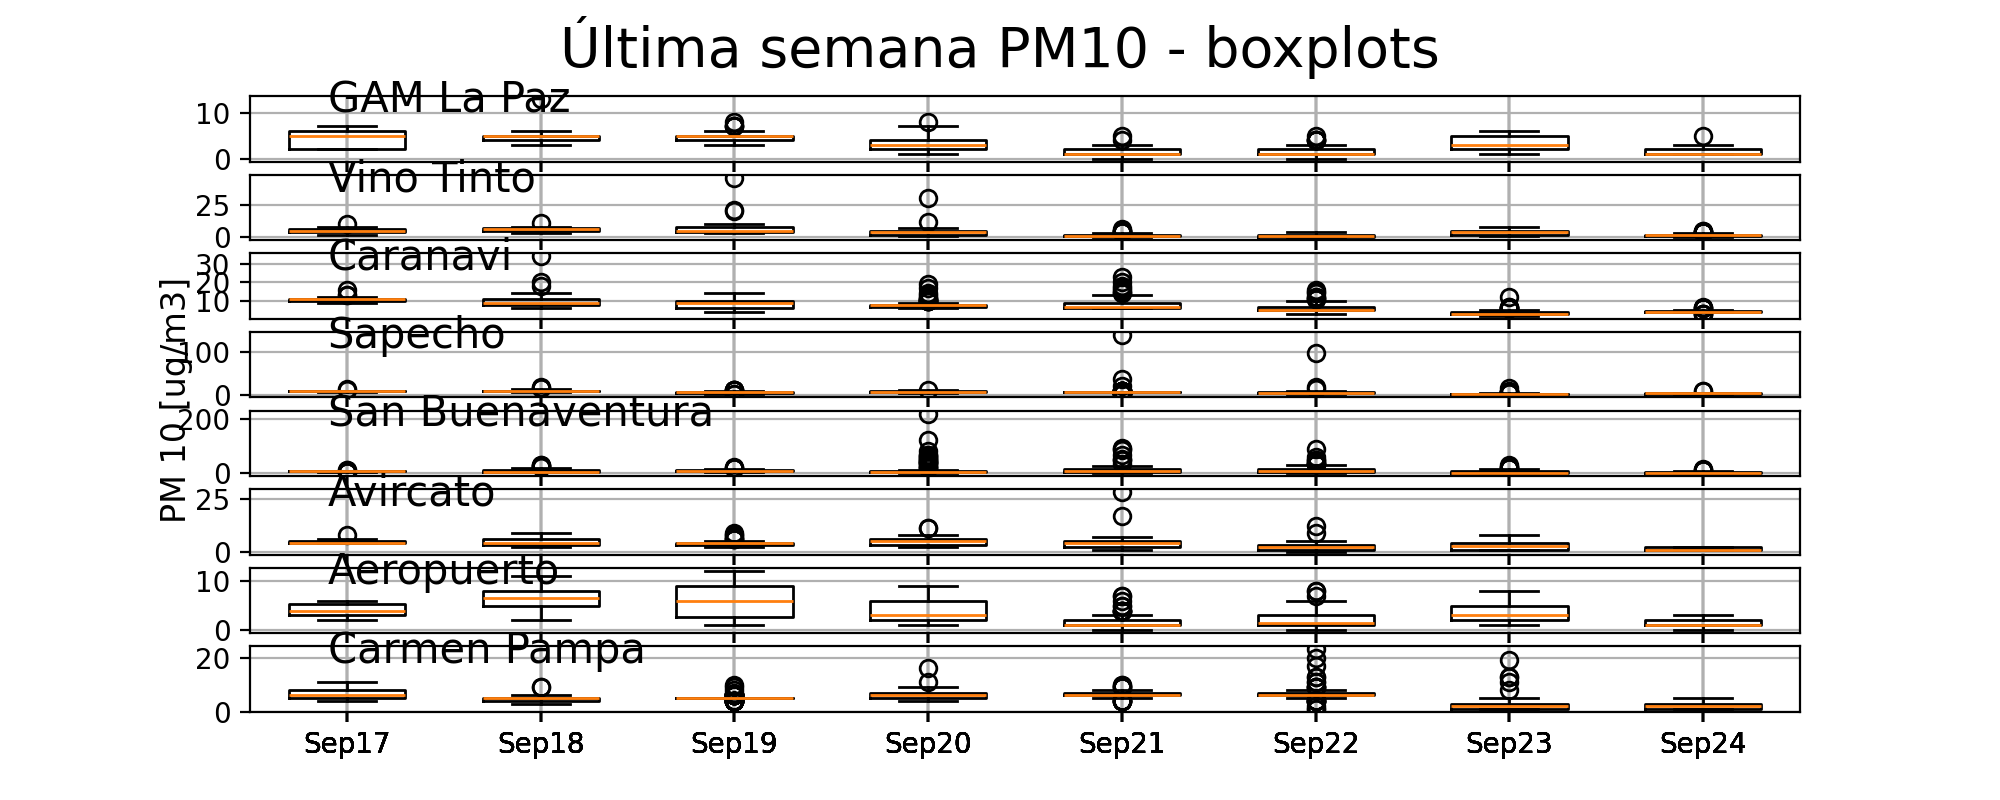 Última semana PM10 - boxplots
GAM La Paz
10
0
Vino Tinto
25
0
Caranavi
30
20
10
Sapecho
100
0
San Buenaventura
200
0
Avircato
25
0
Aeropuerto
10
0
Carmen Pampa
20
0
PM 10 [ug/m3]
Sep17 Sep18 Sep19 Sep20 Sep21 Sep22 Sep23 Sep24